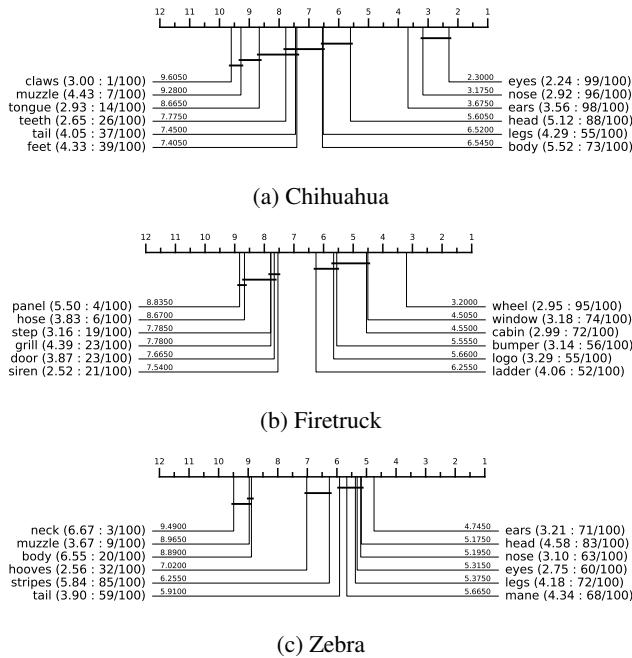 12 11 10 9 8 7 6 5 4 3 2 1
claws (3.00 : 1/100) 9.6050 2.3000 eyes (2.24 : 99/100)
muzzle (4.43 : 7/100) 9.2800 3.1750 nose (2.92 : 96/100)
tongue (2.93 : 14/100) 8.6650 3.6750 ears (3.56 : 98/100)
teeth (2.65 : 26/100) 7.7750 5.6050 head (5.12 : 88/100)
tail (4.05 : 37/100) 7.4500 6.5200 legs (4.29 : 55/100)
feet (4.33 : 39/100) 7.4050 6.5450 body (5.52 : 73/100)
(a) Chihuahua
12 11 10 9 8 7 6 5 4 3 2 1
panel (5.50 : 4/100) 8.8350 3.2000 wheel (2.95 : 95/100)
hose (3.83 : 6/100) 8.6700 4.5050 window (3.18 : 74/100)
step (3.16 : 19/100) 7.7850 4.5500 cabin (2.99 : 72/100)
grill (4.39 : 23/100) 7.7800 5.5550 bumper (3.14 : 56/100)
door (3.87 : 23/100) 7.6650 5.6600 logo (3.29 : 55/100)
siren (2.52 : 21/100) 7.5400 6.2550 ladder (4.06 : 52/100)
(b) Firetruck
12 11 10 9 8 7 6 5 4 3 2 1
neck (6.67 : 3/100) 9.4900 4.7450 ears (3.21 : 71/100)
muzzle (3.67 : 9/100) 8.9650 5.1750 head (4.58 : 83/100)
body (6.55 : 20/100) 8.8900 5.1950 nose (3.10 : 63/100)
hooves (2.56 : 32/100) 7.0200 5.3150 eyes (2.75 : 60/100)
stripes (5.84 : 85/100) 6.2550 5.3750 legs (4.18 : 72/100)
tail (3.90 : 59/100) 5.9100 5.6650 mane (4.34 : 68/100)
(c) Zebra